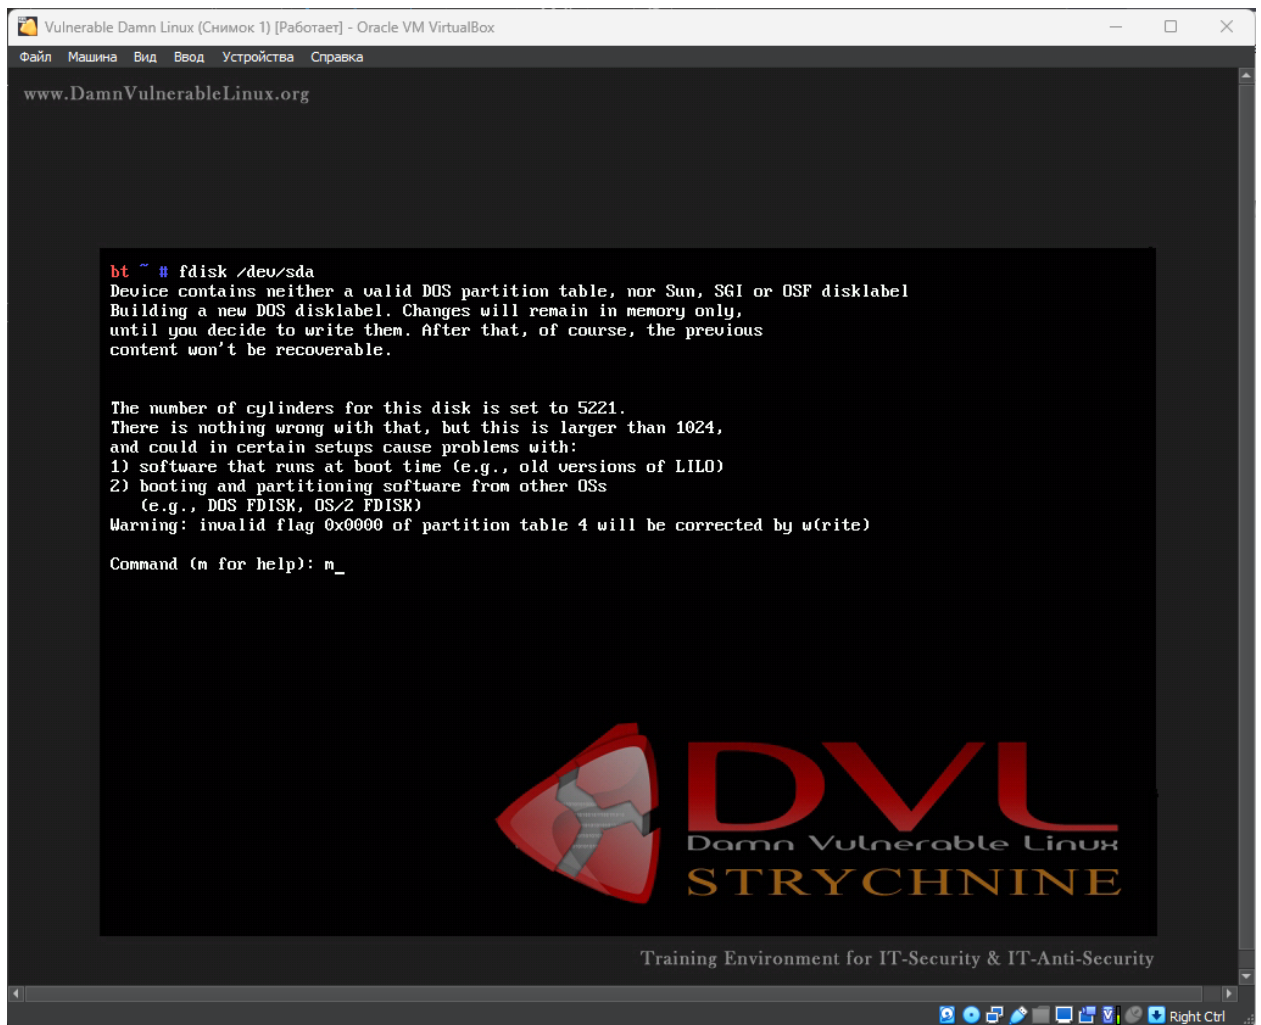 Vulnerable Damn Linux (Снимок 1) [Работает] - Oracle VM VirtualBox
Файл Машина Вид Ввод Устройства Справка
www.DamnVulnerableLinux.org
bt ~ # fdisk /dev/sda
Device contains neither a valid DOS partition table, nor Sun, SGI or OSF disklabel
Building a new DOS disklabel. Changes will remain in memory only,
until you decide to write them. After that, of course, the previous
content won't be recoverable.
The number of cylinders for this disk is set to 5221.
There is nothing wrong with that, but this is larger than 1024,
and could in certain setups cause problems with:
1) software that runs at boot time (e.g., old versions of LILO)
2) booting and partitioning software from other OSs
(e.g., DOS FDISK, OS/2 FDISK)
Warning: invalid flag 0x0000 of partition table 4 will be corrected by w(rite)
Command (m for help): m_
DVL
Damn Vulnerable Linux
STRYCHNINE
Training Environment for IT-Security & IT-Anti-Security
Right Ctrl